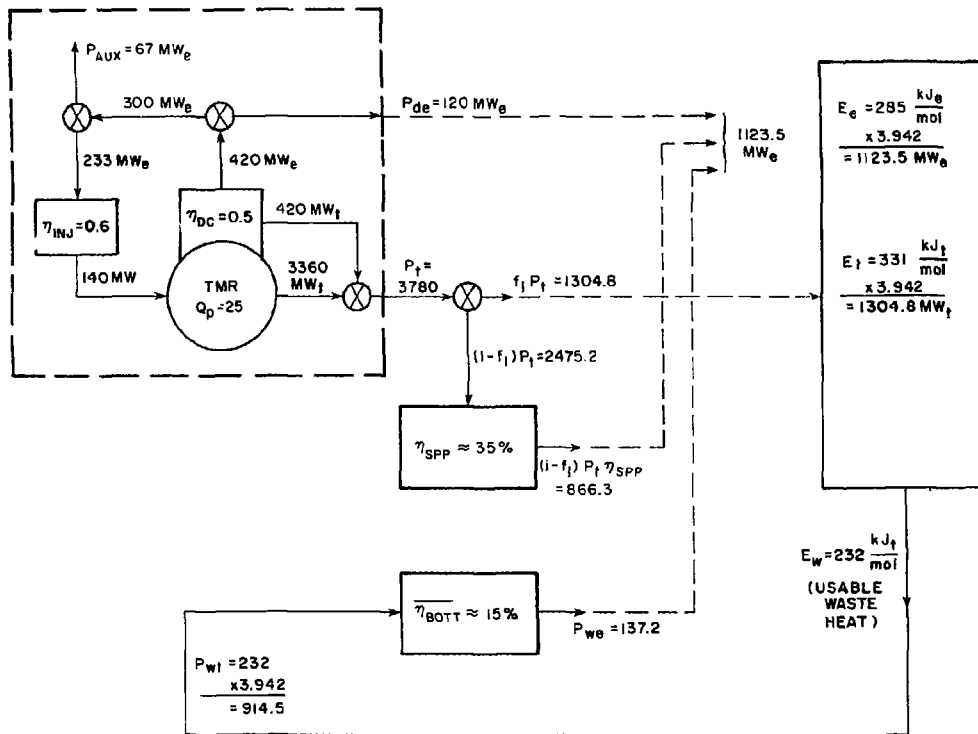 P_AUX = 67 MW_e
300 MW_e
P_de = 120 MW_e
233 MW_e
420 MW_e
1123.5
MW_e
η_INJ = 0.6
η_DC = 0.5
420 MW_t
140 MW
TMR
Q_p = 25
3360
MW_t
P_t =
3780
f_t P_t = 1304.8
(1-f_t) P_t = 2475.2
η_SPP ≈ 35%
(1-f_t) P_t η_SPP
= 866.3
E_e = 285 kJ_e/mol
x 3.942
= 1123.5 MW_e
E_t = 331 kJ_t/mol
x 3.942
= 1304.8 MW_t
E_w = 232 kJ_t/mol
(USABLE
WASTE
HEAT)
η_BOTT ≈ 15%
P_we = 137.2
P_wt = 232
x3.942
= 914.5